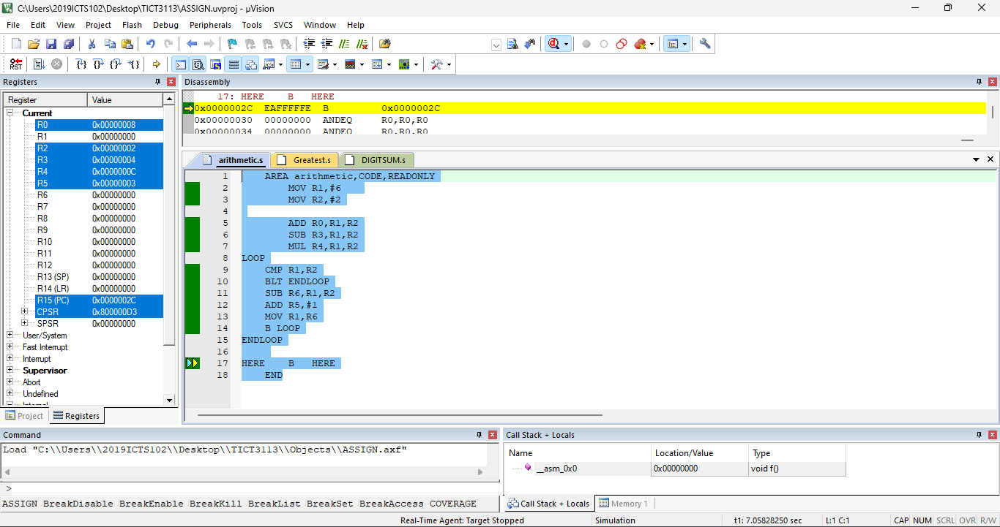 C:\Users\2019ICTS102\Desktop\TICT3113\ASSIGN.uvproj - µVision
File Edit View Project Flash Debug Peripherals Tools SVCS Window Help
RST
Registers
Register Value
Current
R0 0x00000008
R1 0x00000000
R2 0x00000002
R3 0x00000004
R4 0x0000000C
R5 0x00000003
R6 0x00000000
R7 0x00000000
R8 0x00000000
R9 0x00000000
R10 0x00000000
R11 0x00000000
R12 0x00000000
R13 (SP) 0x00000000
R14 (LR) 0x00000000
R15 (PC) 0x0000002C
CPSR 0x800000D3
SPSR 0x00000000
User/System
Fast Interrupt
Interrupt
Supervisor
Abort
Undefined
Internal
Project Registers
Disassembly
17: HERE B HERE
0x0000002C EAFFFFFE B 0x0000002C
0x00000030 00000000 ANDEQ R0,R0,R0
0x00000034 00000000 ANDEQ R0,R0,R0
arithmetic.s Greatest.s DIGITSUM.s
1 AREA arithmetic,CODE,READONLY
2 MOV R1,#6
3 MOV R2,#2
4
5 ADD R0,R1,R2
6 SUB R3,R1,R2
7 MUL R4,R1,R2
8 LOOP
9 CMP R1,R2
10 BLT ENDLOOP
11 SUB R6,R1,R2
12 ADD R5,#1
13 MOV R1,R6
14 B LOOP
15 ENDLOOP
16
17 HERE B HERE
18 END
Command
Load "C:\\Users\\2019ICTS102\\Desktop\\TICT3113\\Objects\\ASSIGN.axf"
>
ASSIGN BreakDisable BreakEnable BreakKill BreakList BreakSet BreakAccess COVERAGE
Call Stack + Locals
Name Location/Value Type
__asm_0x0 0x00000000 void f()
Call Stack + Locals Memory 1
Real-Time Agent: Target Stopped Simulation t1: 7.05828250 sec L:1 C:1 CAP NUM SCRL OVR R/W